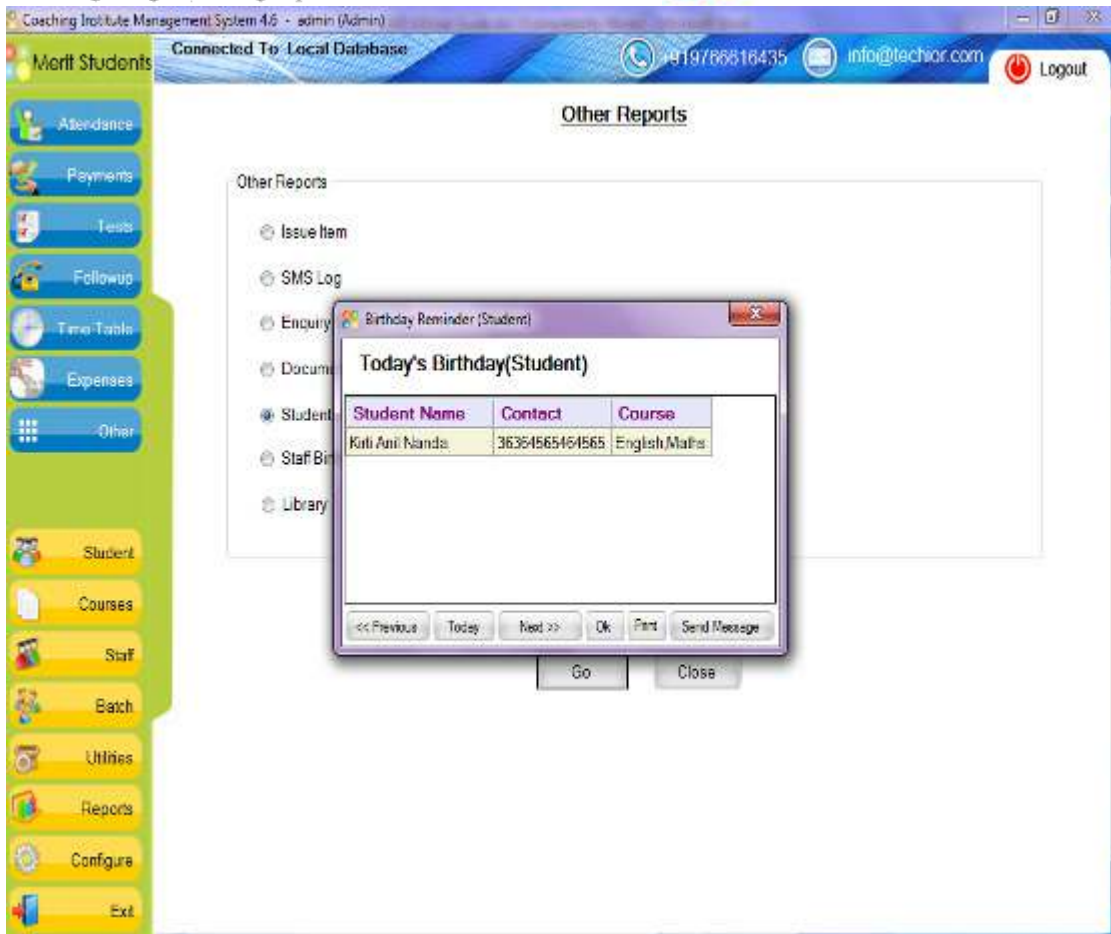 Coaching Institute Management System 4.6 - admin (Admin)
Merit Students
Connected To Local Database
+919766616435
info@techior.com
Logout
Attendance
Payments
Tests
Followup
Time Table
Expenses
Other
Student
Courses
Staff
Batch
Utilities
Reports
Configure
Exit
Other Reports
Other Reports
Issue Item
SMS Log
Enquiry
Docume
Student
Staff Bir
Library
Birthday Reminder (Student)
X
Today's Birthday(Student)
Student Name Contact Course
Kirti Anil Nanda 36364565464565 English,Maths
<< Previous Today Next >> Ok Print Send Message
Go Close